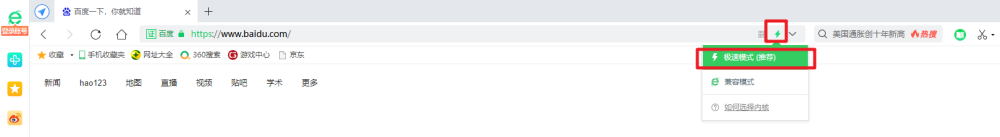 百度一下，你就知道
登录账号
证 百度 https://www.baidu.com/ 美国通胀创十年新高 热搜
收藏 手机收藏夹 网址大全 360搜索 游戏中心 京东
极速模式 (推荐)
新闻 hao123 地图 直播 视频 贴吧 学术 更多
兼容模式
如何选择内核